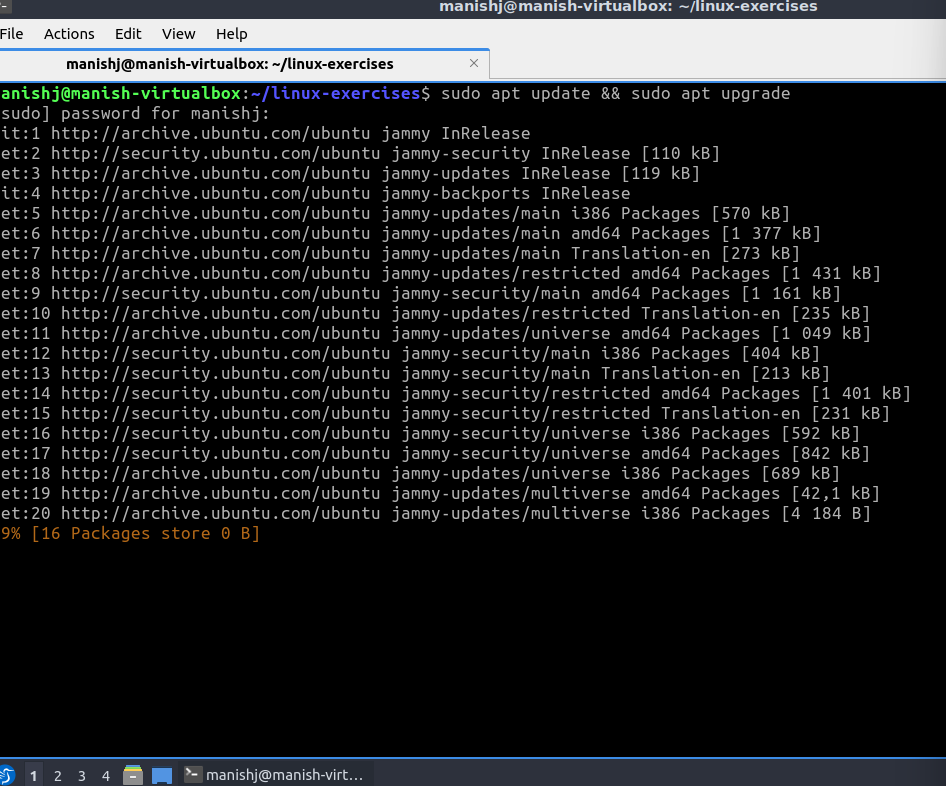 manishj@manish-virtualbox: ~/linux-exercises
File Actions Edit View Help
manishj@manish-virtualbox: ~/linux-exercises ×
anishj@manish-virtualbox:~/linux-exercises$ sudo apt update && sudo apt upgrade
sudo] password for manishj:
it:1 http://archive.ubuntu.com/ubuntu jammy InRelease
et:2 http://security.ubuntu.com/ubuntu jammy-security InRelease [110 kB]
et:3 http://archive.ubuntu.com/ubuntu jammy-updates InRelease [119 kB]
it:4 http://archive.ubuntu.com/ubuntu jammy-backports InRelease
et:5 http://archive.ubuntu.com/ubuntu jammy-updates/main i386 Packages [570 kB]
et:6 http://archive.ubuntu.com/ubuntu jammy-updates/main amd64 Packages [1 377 kB]
et:7 http://archive.ubuntu.com/ubuntu jammy-updates/main Translation-en [273 kB]
et:8 http://archive.ubuntu.com/ubuntu jammy-updates/restricted amd64 Packages [1 431 kB]
et:9 http://security.ubuntu.com/ubuntu jammy-security/main amd64 Packages [1 161 kB]
et:10 http://archive.ubuntu.com/ubuntu jammy-updates/restricted Translation-en [235 kB]
et:11 http://archive.ubuntu.com/ubuntu jammy-updates/universe amd64 Packages [1 049 kB]
et:12 http://security.ubuntu.com/ubuntu jammy-security/main i386 Packages [404 kB]
et:13 http://security.ubuntu.com/ubuntu jammy-security/main Translation-en [213 kB]
et:14 http://security.ubuntu.com/ubuntu jammy-security/restricted amd64 Packages [1 401 kB]
et:15 http://security.ubuntu.com/ubuntu jammy-security/restricted Translation-en [231 kB]
et:16 http://security.ubuntu.com/ubuntu jammy-security/universe i386 Packages [592 kB]
et:17 http://security.ubuntu.com/ubuntu jammy-security/universe amd64 Packages [842 kB]
et:18 http://archive.ubuntu.com/ubuntu jammy-updates/universe i386 Packages [689 kB]
et:19 http://archive.ubuntu.com/ubuntu jammy-updates/multiverse amd64 Packages [42,1 kB]
et:20 http://archive.ubuntu.com/ubuntu jammy-updates/multiverse i386 Packages [4 184 B]
9% [16 Packages store 0 B]
1 2 3 4 manishj@manish-virt...